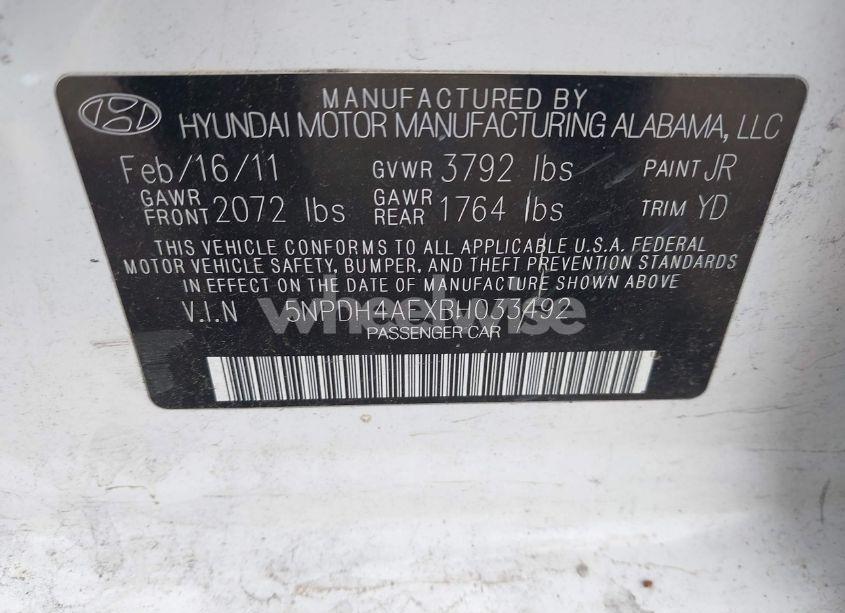 MANUFACTURED BY
HYUNDAI MOTOR MANUFACTURING ALABAMA, LLC
Feb/16/11 GVWR 3792 lbs PAINT JR
GAWR FRONT 2072 lbs GAWR REAR 1764 lbs TRIM YD
THIS VEHICLE CONFORMS TO ALL APPLICABLE U.S.A. FEDERAL
MOTOR VEHICLE SAFETY, BUMPER, AND THEFT PREVENTION STANDARDS
IN EFFECT ON THE DATE OF MANUFACTURE SHOWN ABOVE
V.I.N 5NPDH4AEXBH033492
PASSENGER CAR